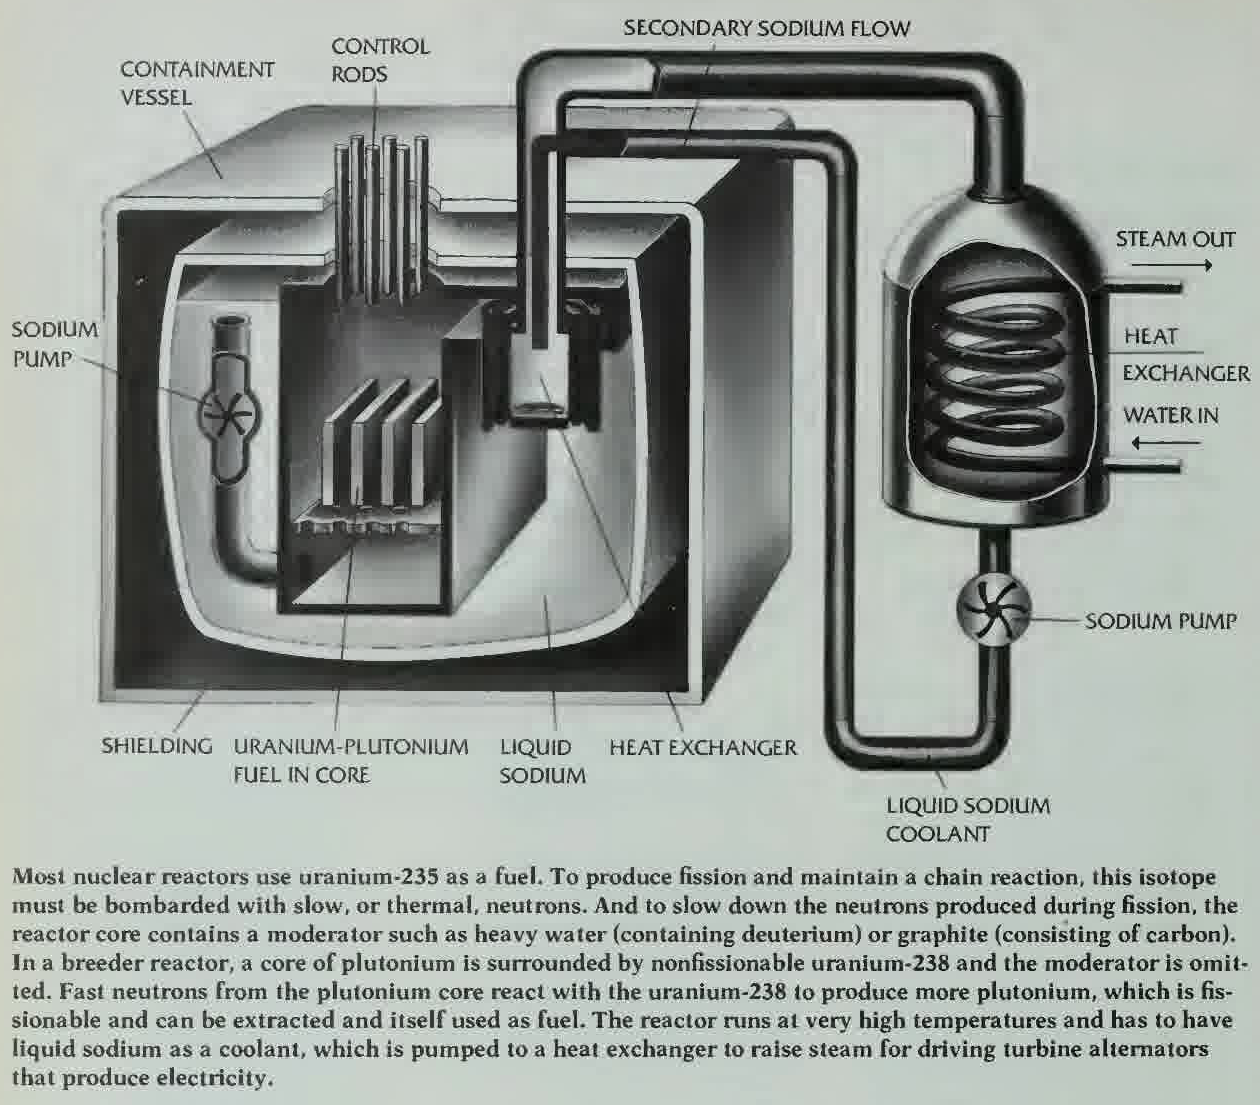 SECONDARY SODIUM FLOW
CONTROL
RODS
CONTAINMENT
VESSEL
STEAM OUT
SODIUM
PUMP
HEAT
EXCHANGER
WATER IN
SODIUM PUMP
SHIELDING
URANIUM-PLUTONIUM
FUEL IN CORE
LIQUID
SODIUM
HEAT EXCHANGER
LIQUID SODIUM
COOLANT
Most nuclear reactors use uranium-235 as a fuel. To produce fission and maintain a chain reaction, this isotope
must be bombarded with slow, or thermal, neutrons. And to slow down the neutrons produced during fission, the
reactor core contains a moderator such as heavy water (containing deuterium) or graphite (consisting of carbon).
In a breeder reactor, a core of plutonium is surrounded by nonfissionable uranium-238 and the moderator is omit-
ted. Fast neutrons from the plutonium core react with the uranium-238 to produce more plutonium, which is fis-
sionable and can be extracted and itself used as fuel. The reactor runs at very high temperatures and has to have
liquid sodium as a coolant, which is pumped to a heat exchanger to raise steam for driving turbine alternators
that produce electricity.